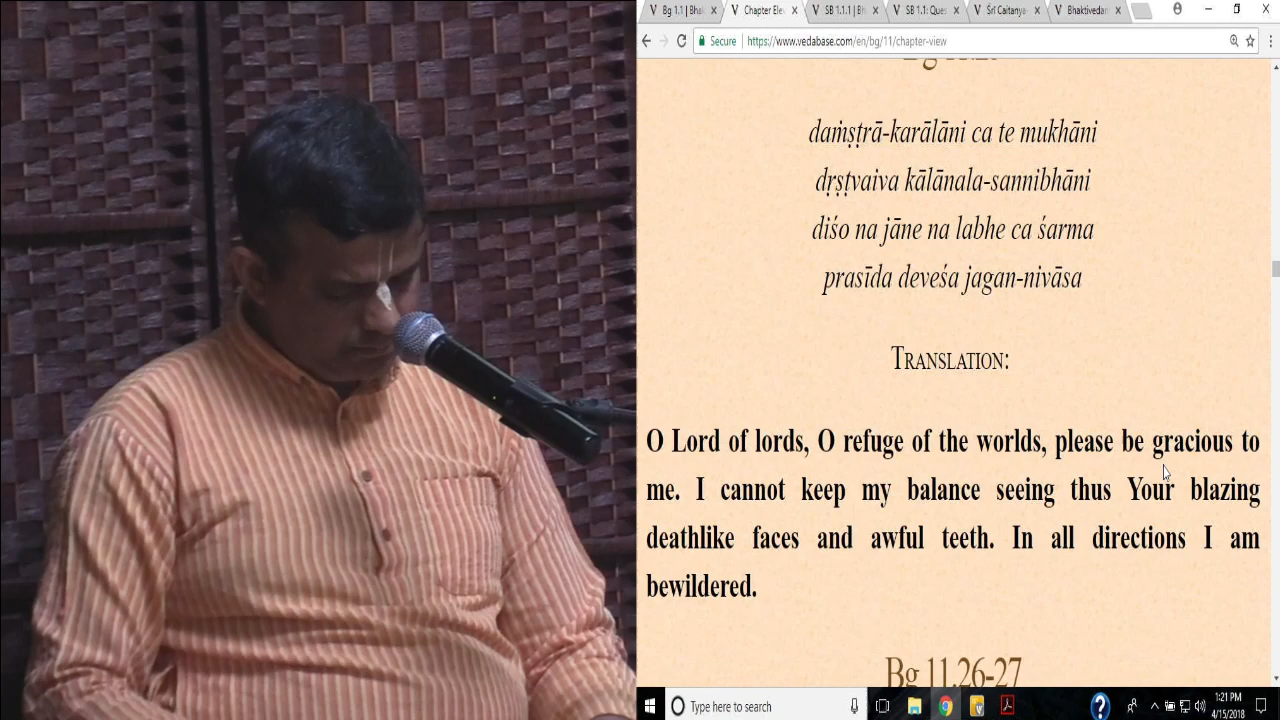 Bg 1.1 | Bha
Chapter Ele
SB 1.1.1 | Bh
SB 1.1: Ques
Śrī Caitanya-
Bhaktivedan
Secure
https://www.vedabase.com/en/bg/11/chapter-view
daṁṣṭrā-karālāni ca te mukhāni
dṛṣṭvaiva kālānala-sannibhāni
diśo na jāne na labhe ca śarma
prasīda deveśa jagan-nivāsa
TRANSLATION:
O Lord of lords, O refuge of the worlds, please be gracious to
me. I cannot keep my balance seeing thus Your blazing
deathlike faces and awful teeth. In all directions I am
bewildered.
Bg 11.26-27
Type here to search
1:21 PM
4/15/2018